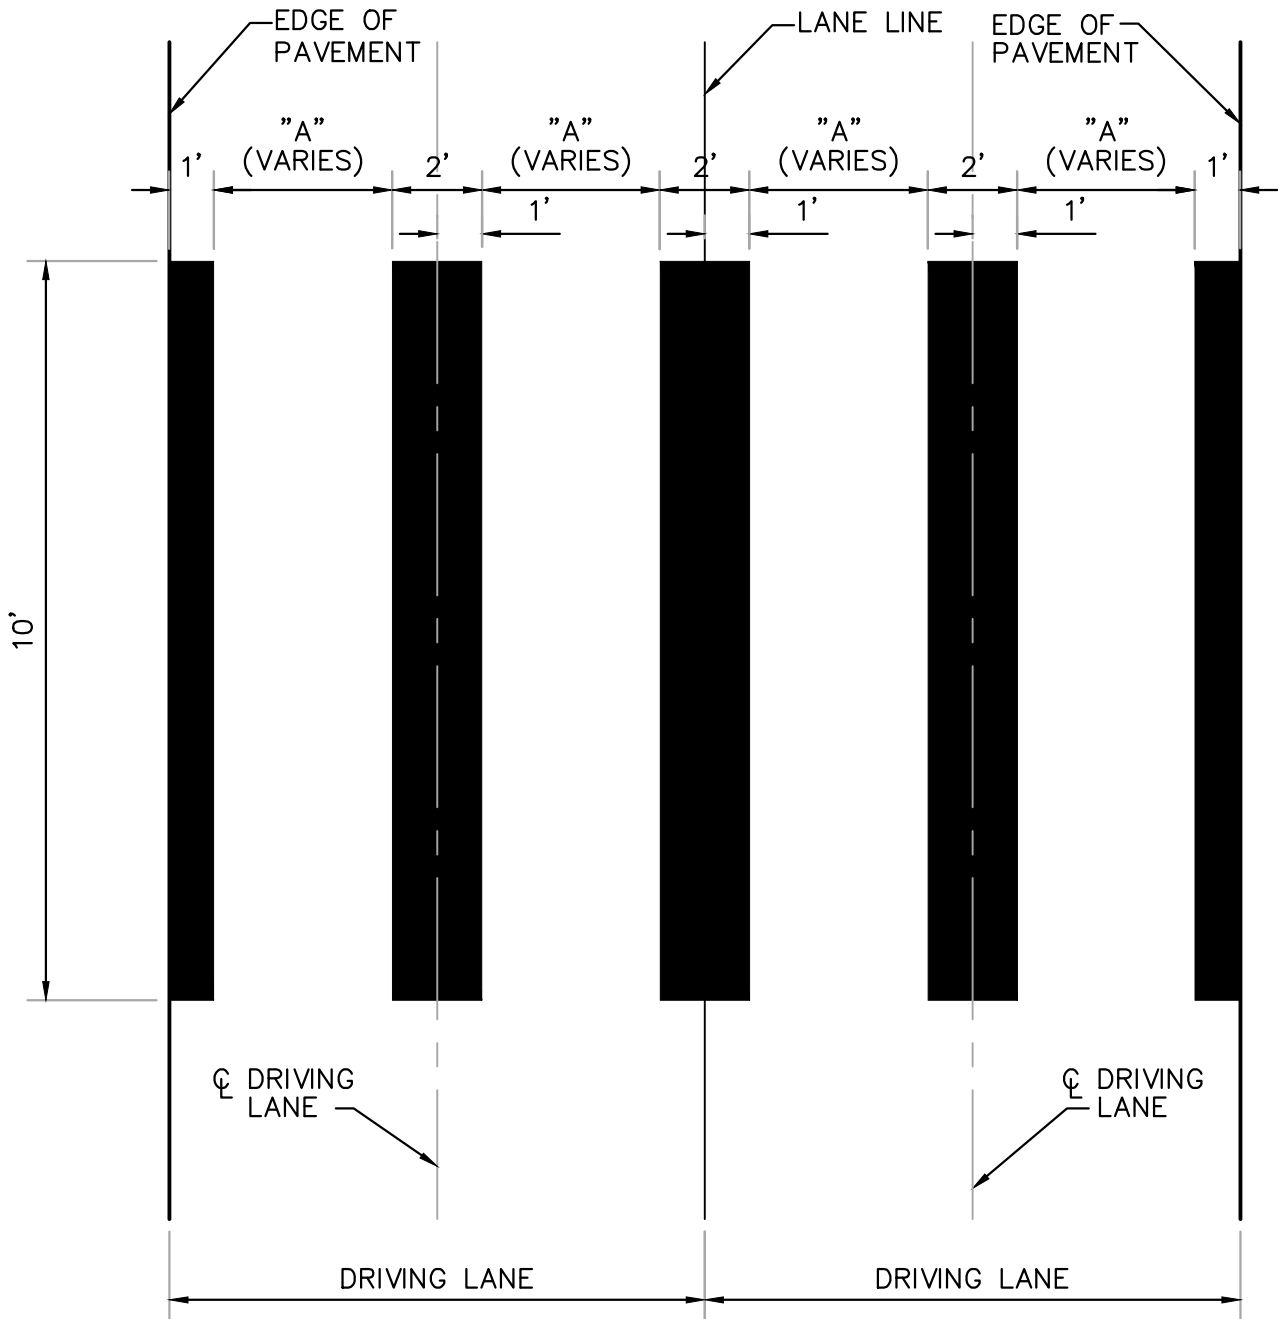 EDGE OF
PAVEMENT
LANE LINE
EDGE OF
PAVEMENT
"A"
(VARIES)
"A"
(VARIES)
"A"
(VARIES)
"A"
(VARIES)
1'
2'
2'
2'
1'
1'
1'
1'
10'
℄ DRIVING
LANE
℄ DRIVING
LANE
DRIVING LANE
DRIVING LANE